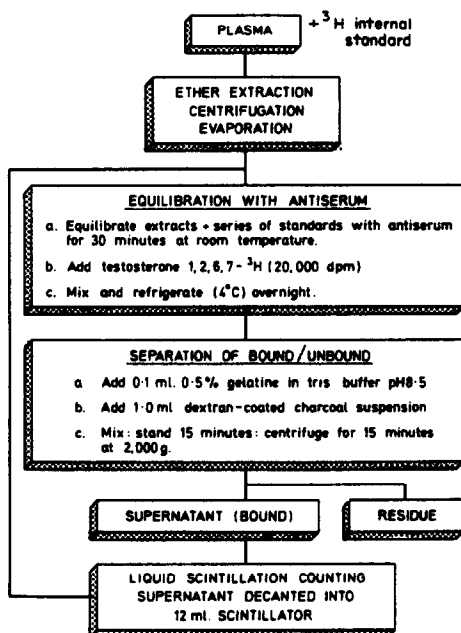 PLASMA
+ ³H internal
standard
ETHER EXTRACTION
CENTRIFUGATION
EVAPORATION
EQUILIBRATION WITH ANTISERUM
a. Equilibrate extracts + series of standards with antiserum
for 30 minutes at room temperature.
b. Add testosterone 1,2,6,7-³H (20,000 dpm)
c. Mix and refrigerate (4°C) overnight.
SEPARATION OF BOUND/UNBOUND
a Add 0·1 ml. 0·5% gelatine in tris buffer pH8·5
b. Add 1·0 ml dextran-coated charcoal suspension
c. Mix: stand 15 minutes: centrifuge for 15 minutes
at 2,000g.
SUPERNATANT (BOUND)
RESIDUE
LIQUID SCINTILLATION COUNTING
SUPERNATANT DECANTED INTO
12 ml. SCINTILLATOR